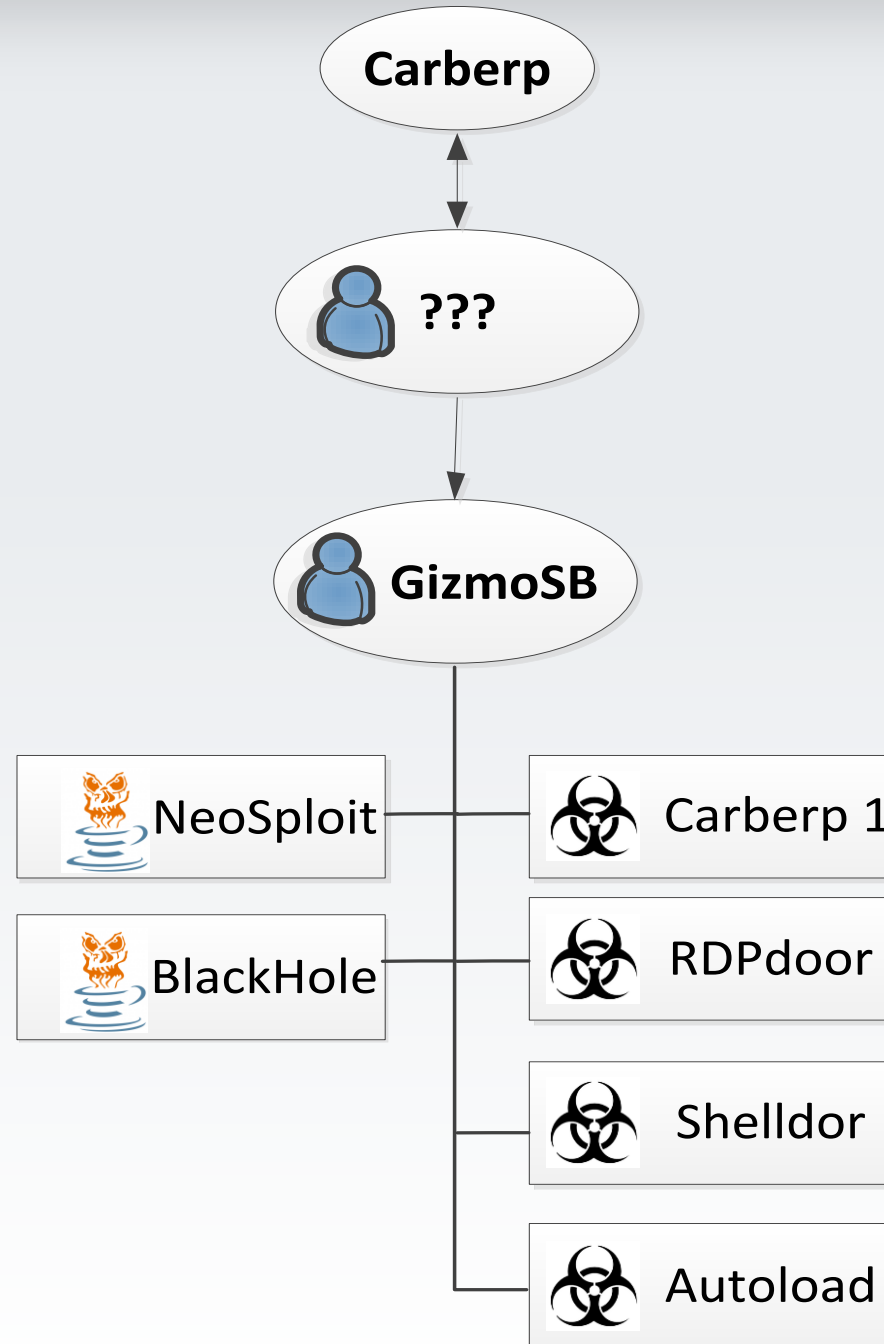 Carberp
???
GizmoSB
NeoSploit
Carberp 1
BlackHole
RDPdoor
Shelldor
Autoload